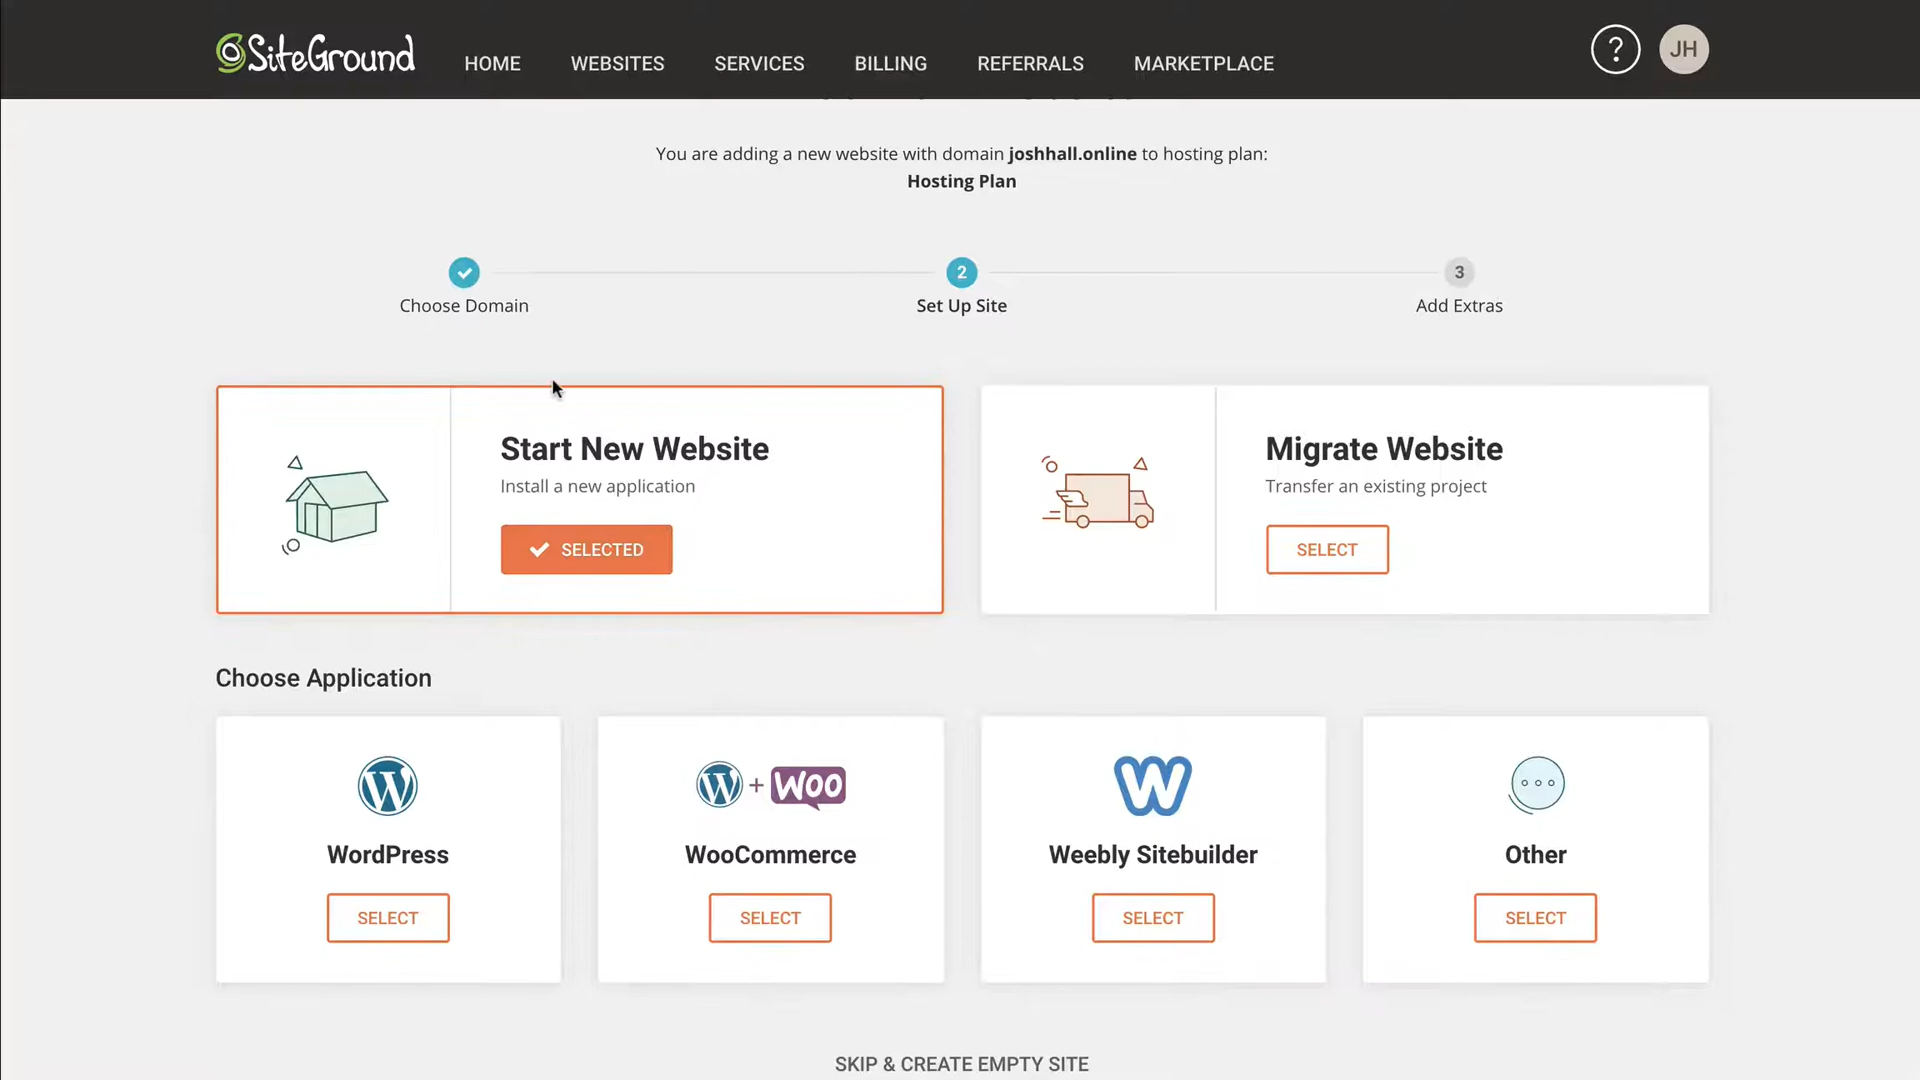 SiteGround
HOME
WEBSITES
SERVICES
BILLING
REFERRALS
MARKETPLACE
?
JH
You are adding a new website with domain joshhall.online to hosting plan:
Hosting Plan
2
3
Choose Domain
Set Up Site
Add Extras
Start New Website
Install a new application
SELECTED
Migrate Website
Transfer an existing project
SELECT
Choose Application
W
WordPress
SELECT
W + WOO
WooCommerce
SELECT
W
Weebly Sitebuilder
SELECT
Other
SELECT
SKIP & CREATE EMPTY SITE